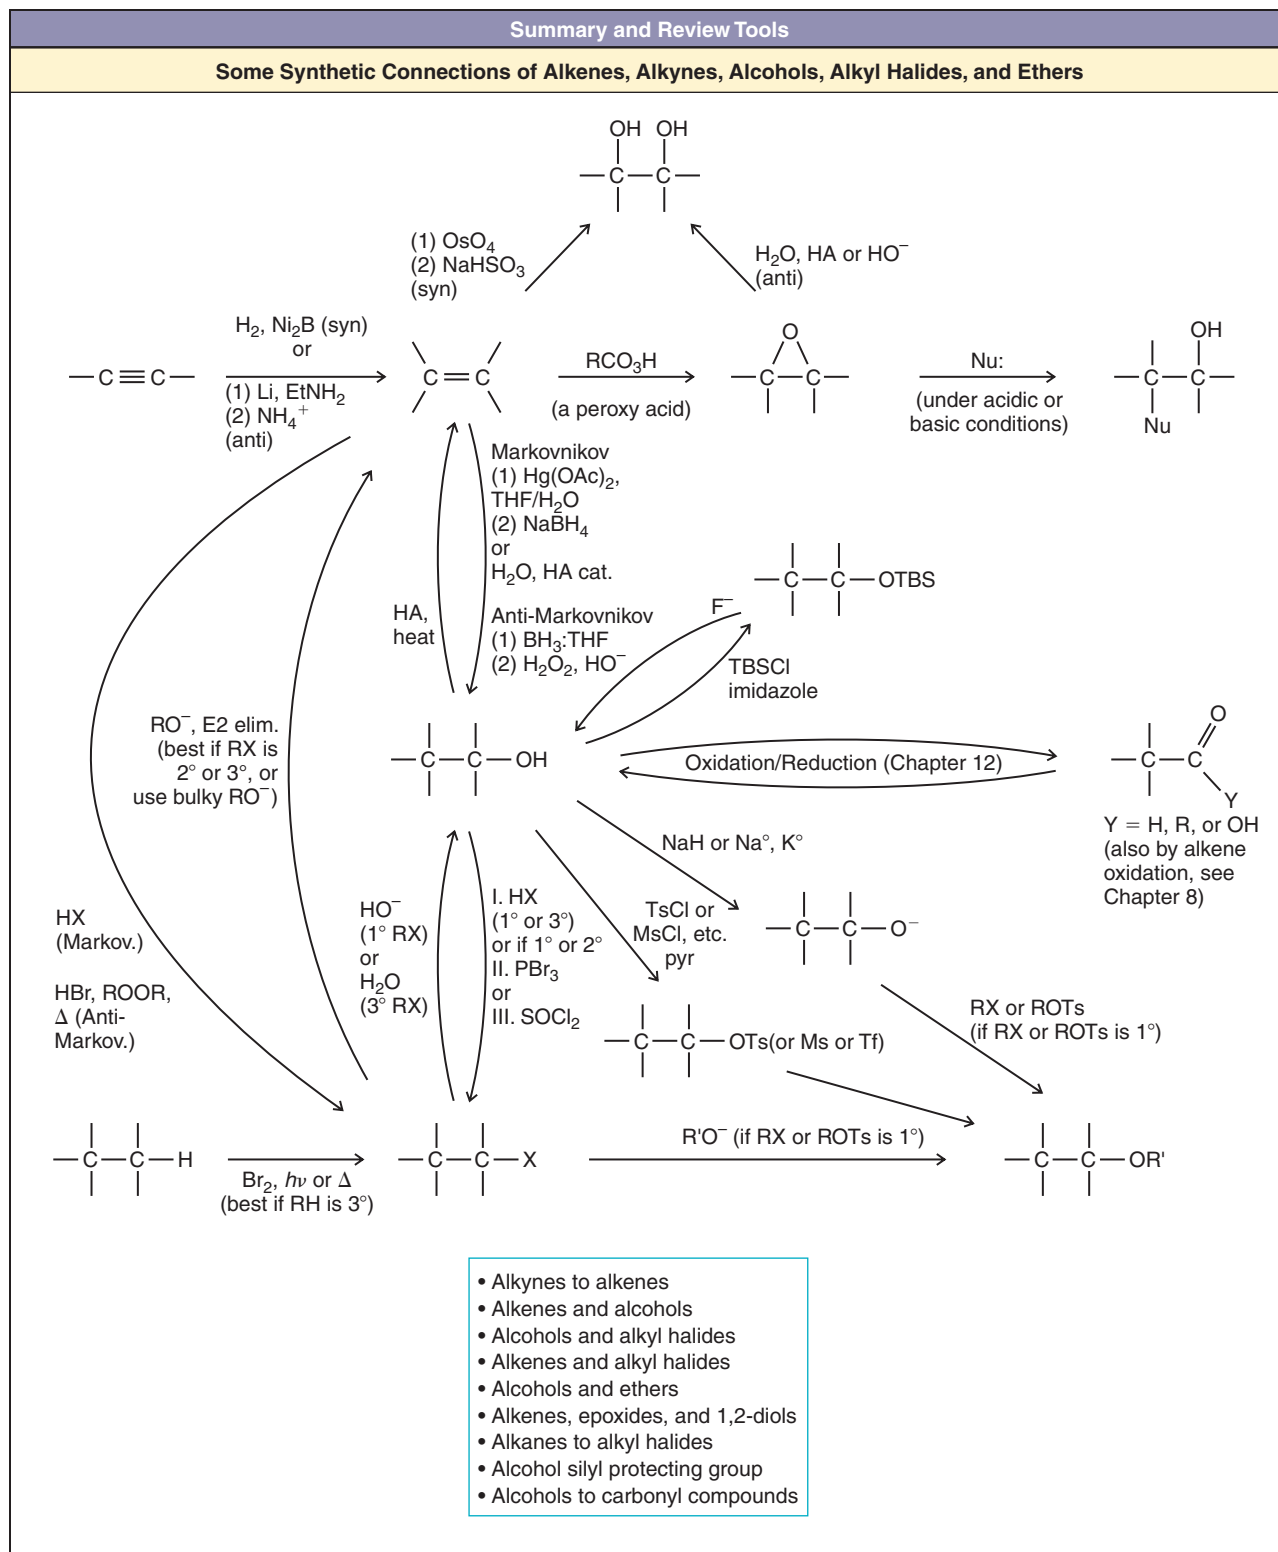 Summary and Review Tools
Some Synthetic Connections of Alkenes, Alkynes, Alcohols, Alkyl Halides, and Ethers
OH OH
C C
(1) OsO4
(2) NaHSO3
(syn)
H2O, HA or HO−
(anti)
H2, Ni2B (syn)
or
(1) Li, EtNH2
(2) NH4+
(anti)
C≡C
C=C
RCO3H
(a peroxy acid)
O
C C
Nu:
(under acidic or
basic conditions)
OH
C C
Nu
Markovnikov
(1) Hg(OAc)2,
THF/H2O
(2) NaBH4
or
H2O, HA cat.
Anti-Markovnikov
(1) BH3:THF
(2) H2O2, HO−
HA,
heat
C C OTBS
F−
TBSCl
imidazole
RO−, E2 elim.
(best if RX is
2° or 3°, or
use bulky RO−)
C C OH
Oxidation/Reduction (Chapter 12)
O
C C
Y
Y = H, R, or OH
(also by alkene
oxidation, see
Chapter 8)
NaH or Na°, K°
TsCl or
MsCl, etc.
pyr
C C O−
HX
(Markov.)
HBr, ROOR,
Δ (Anti-
Markov.)
HO−
(1° RX)
or
H2O
(3° RX)
I. HX
(1° or 3°)
or if 1° or 2°
II. PBr3
or
III. SOCl2
C C OTs(or Ms or Tf)
RX or ROTs
(if RX or ROTs is 1°)
C C H
Br2, hν or Δ
(best if RH is 3°)
C C X
R'O− (if RX or ROTs is 1°)
C C OR'
• Alkynes to alkenes
• Alkenes and alcohols
• Alcohols and alkyl halides
• Alkenes and alkyl halides
• Alcohols and ethers
• Alkenes, epoxides, and 1,2-diols
• Alkanes to alkyl halides
• Alcohol silyl protecting group
• Alcohols to carbonyl compounds